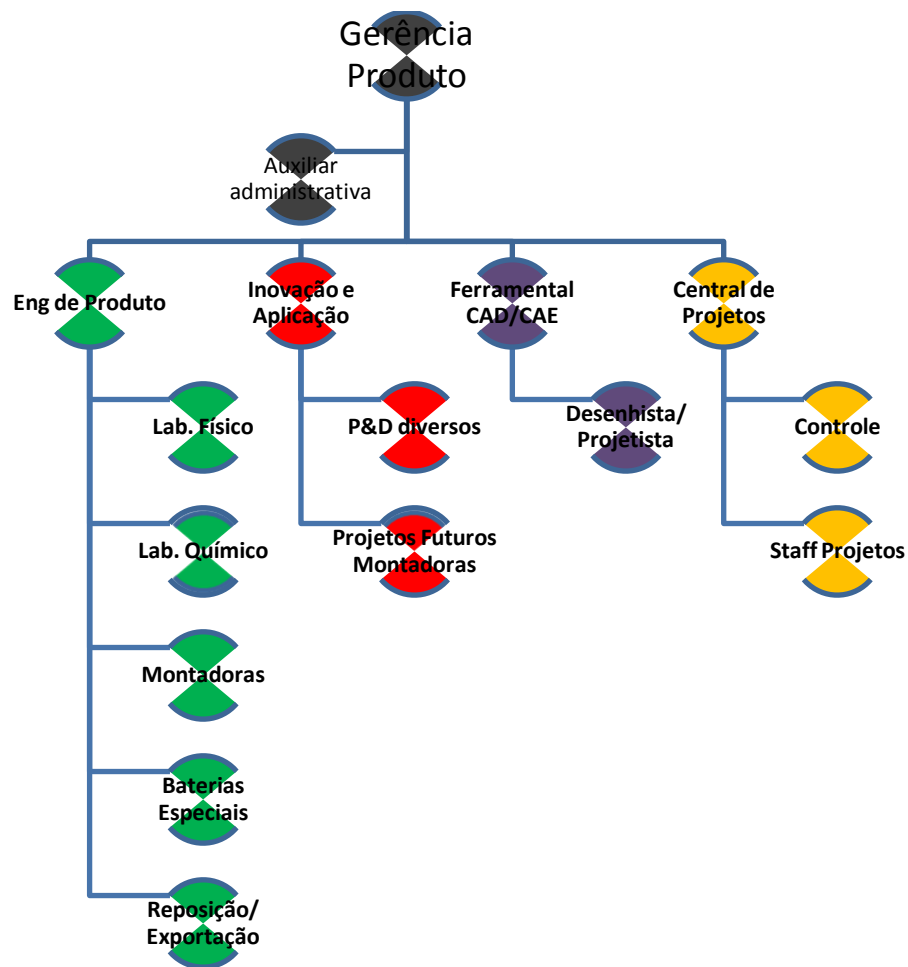 Gerência
Produto
Auxiliar
administrativa
Eng de Produto
Inovação e
Aplicação
Ferramental
CAD/CAE
Central de
Projetos
Lab. Físico
P&D diversos
Desenhista/
Projetista
Controle
Lab. Químico
Projetos Futuros
Montadoras
Staff Projetos
Montadoras
Baterias
Especiais
Reposição/
Exportação